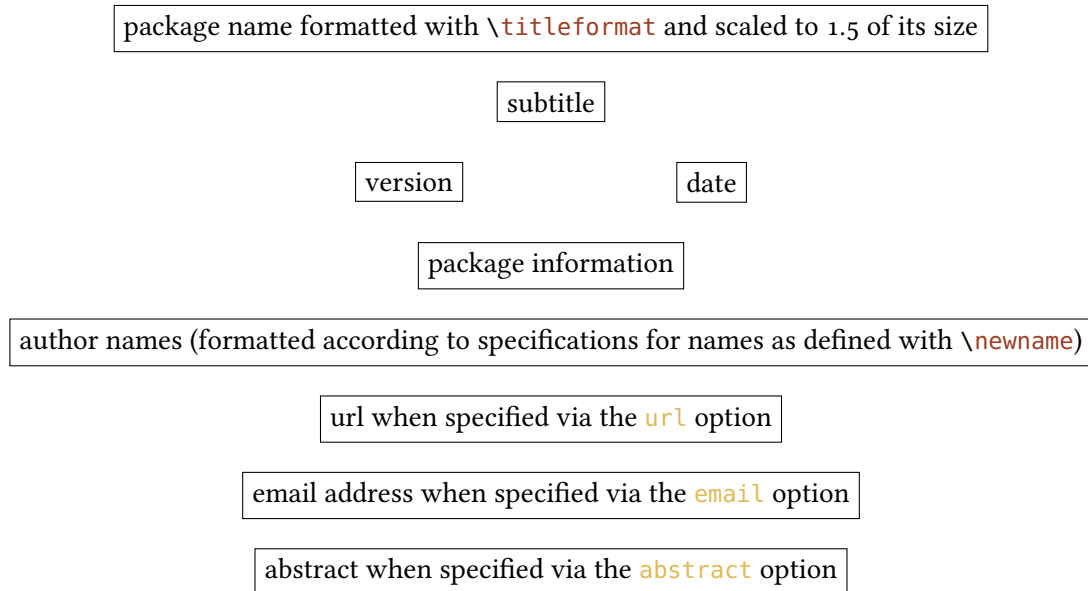 package name formatted with \titleformat and scaled to 1.5 of its size
subtitle
version date
package information
author names (formatted according to specifications for names as defined with \newname)
url when specified via the url option
email address when specified via the email option
abstract when specified via the abstract option